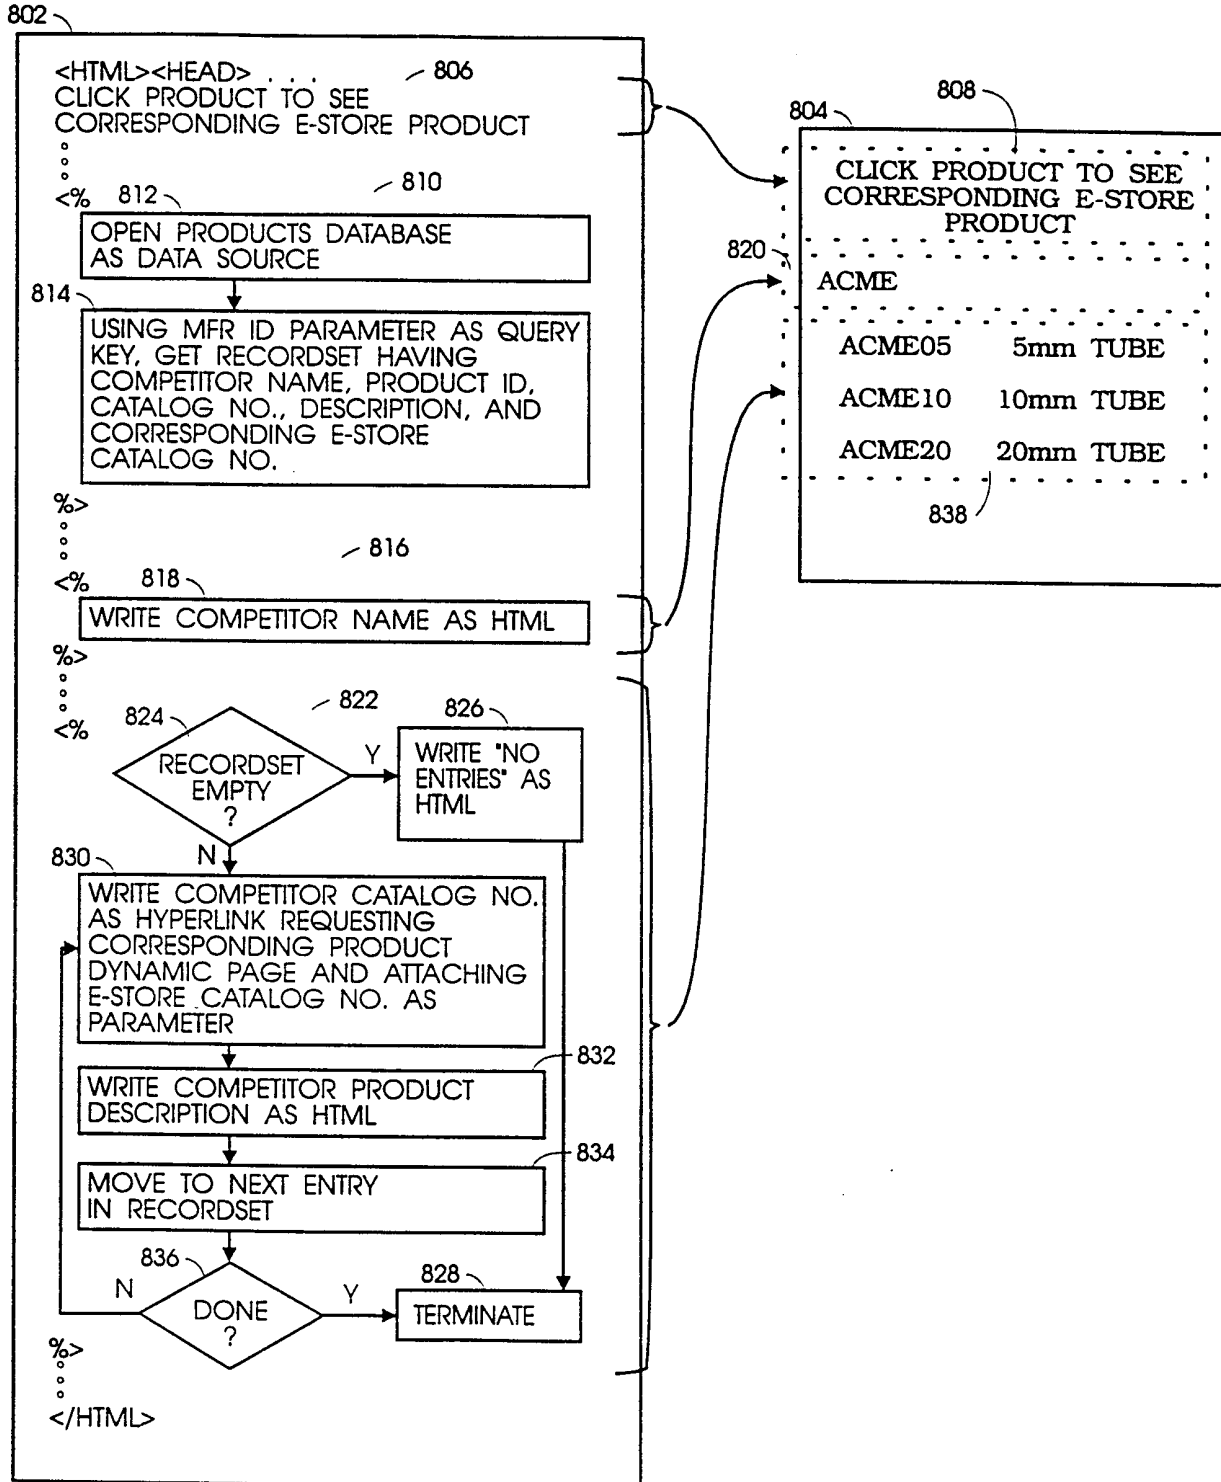 802
<HTML><HEAD> . . .
806
CLICK PRODUCT TO SEE
CORRESPONDING E-STORE PRODUCT
<%
812
810
OPEN PRODUCTS DATABASE
AS DATA SOURCE
814
USING MFR ID PARAMETER AS QUERY
KEY, GET RECORDSET HAVING
COMPETITOR NAME, PRODUCT ID,
CATALOG NO., DESCRIPTION, AND
CORRESPONDING E-STORE
CATALOG NO.
%>
816
<%
818
WRITE COMPETITOR NAME AS HTML
%>
<%
822
824
RECORDSET
EMPTY
?
Y
826
WRITE "NO
ENTRIES" AS
HTML
N
830
WRITE COMPETITOR CATALOG NO.
AS HYPERLINK REQUESTING
CORRESPONDING PRODUCT
DYNAMIC PAGE AND ATTACHING
E-STORE CATALOG NO. AS
PARAMETER
832
WRITE COMPETITOR PRODUCT
DESCRIPTION AS HTML
834
MOVE TO NEXT ENTRY
IN RECORDSET
836
N
DONE
?
Y
828
TERMINATE
%>
</HTML>
804
808
CLICK PRODUCT TO SEE
CORRESPONDING E-STORE
PRODUCT
820
ACME
ACME05 5mm TUBE
ACME10 10mm TUBE
ACME20 20mm TUBE
838